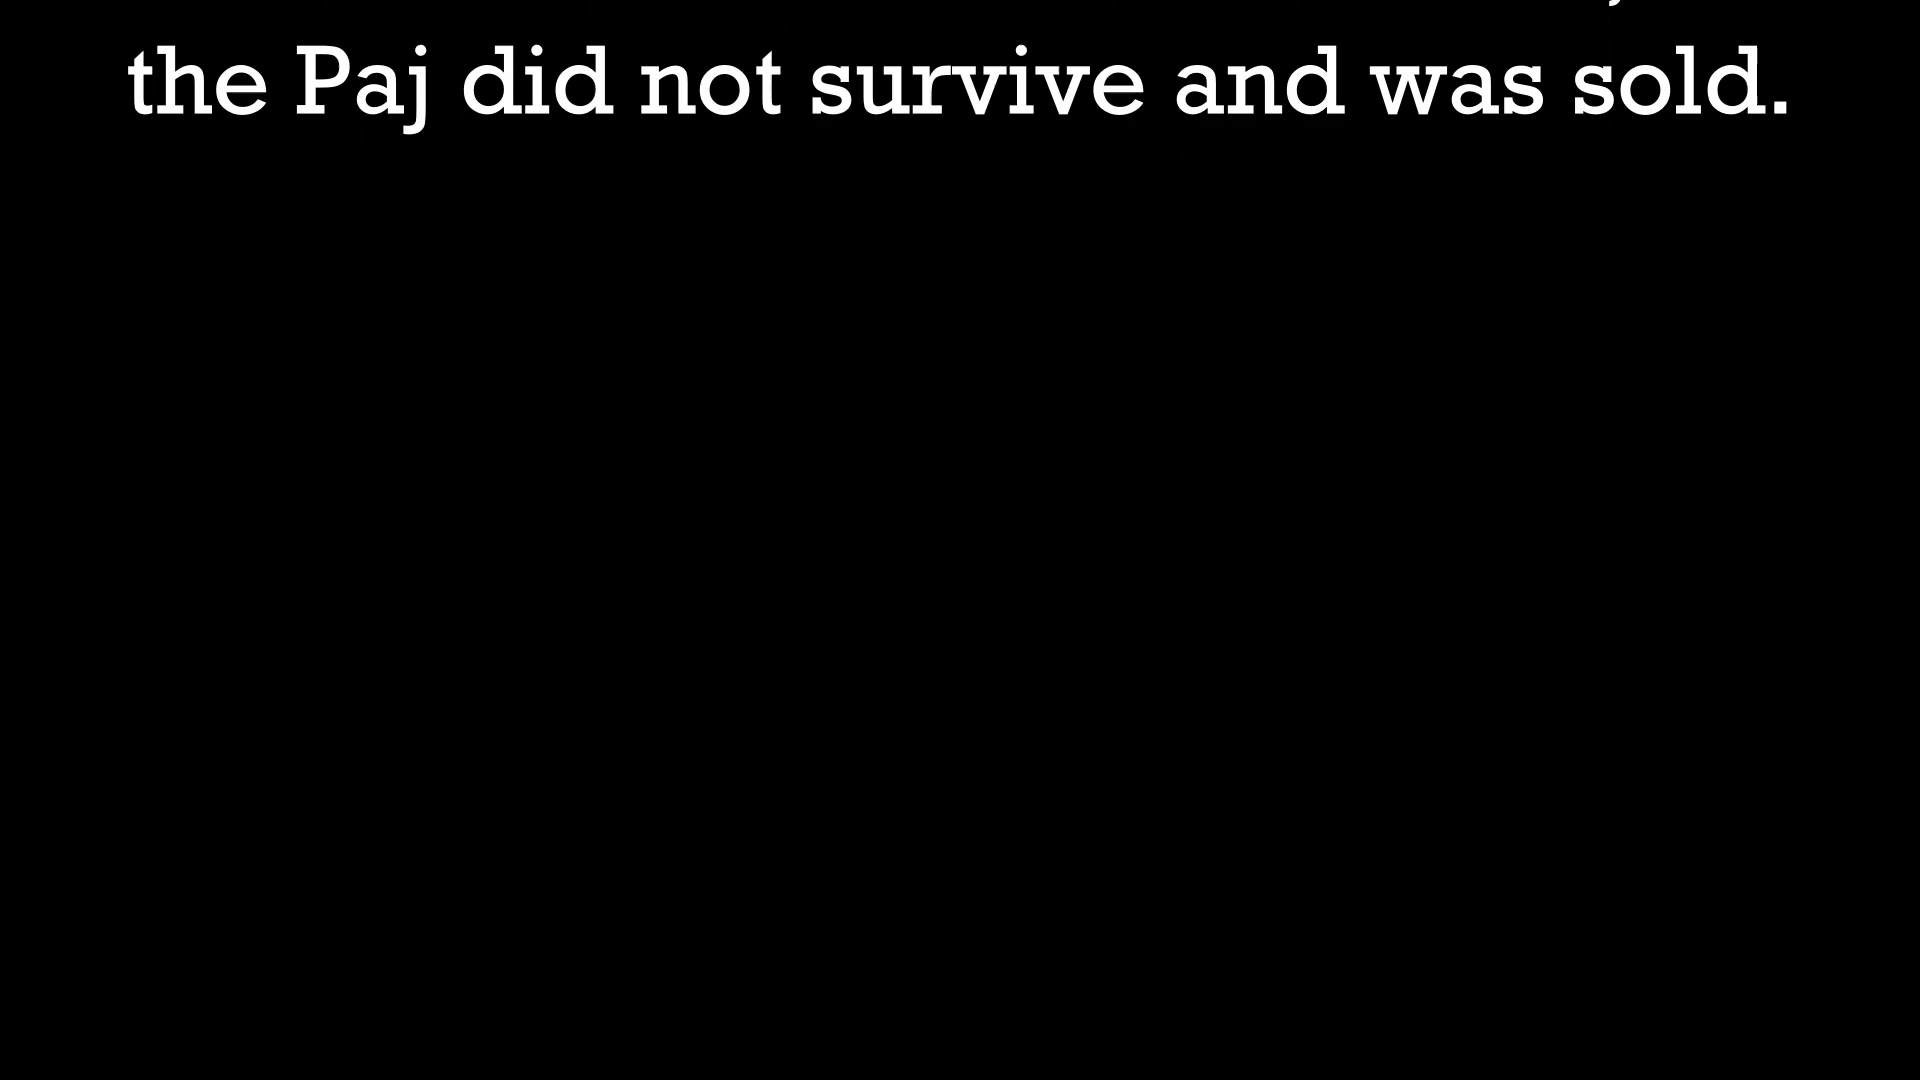 the Paj did not survive and was sold.